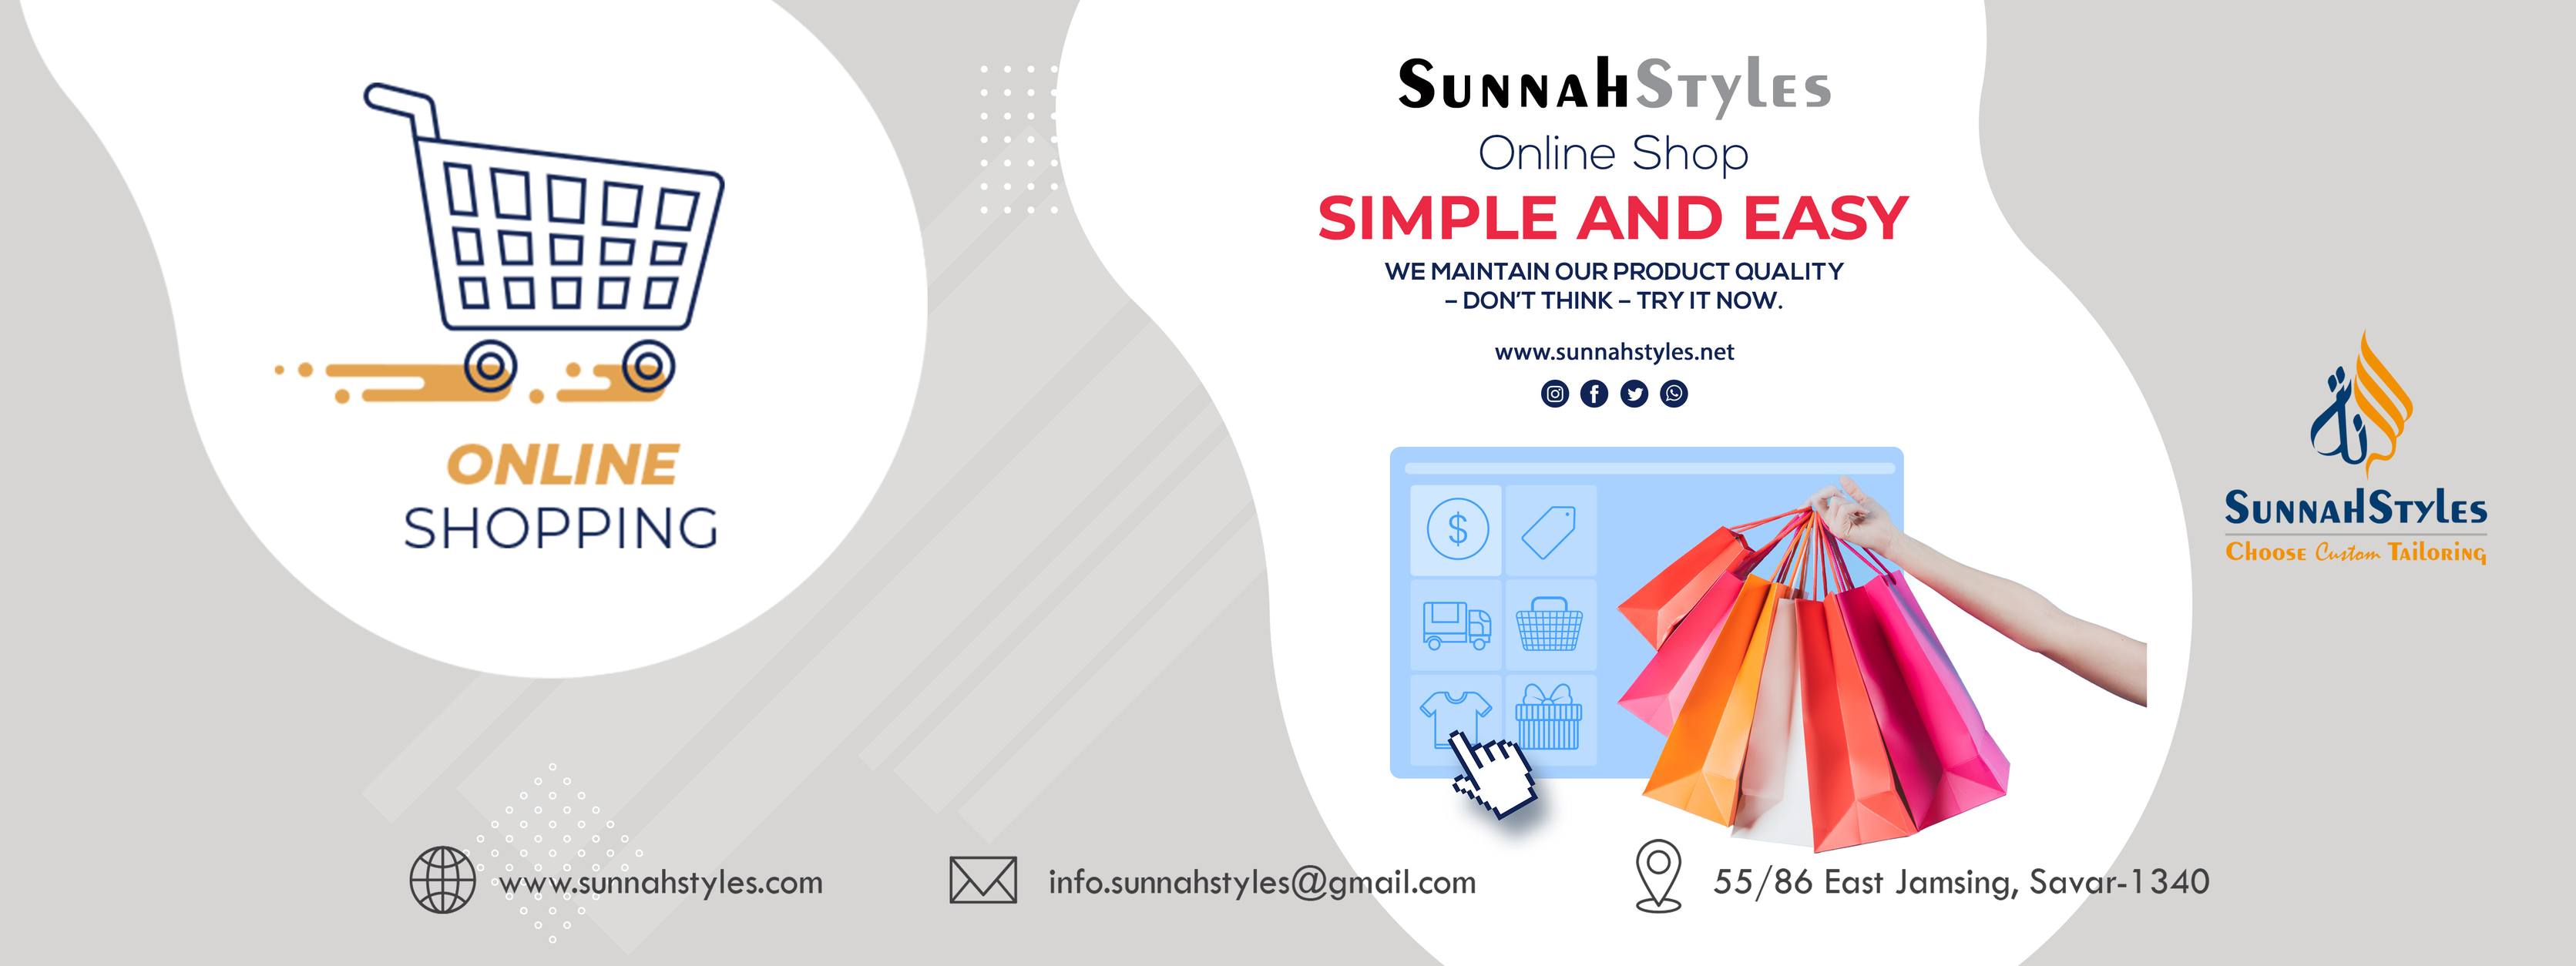 ONLINE
SHOPPING
SUNNAHSTYLES
Online Shop
SIMPLE AND EASY
WE MAINTAIN OUR PRODUCT QUALITY
– DON'T THINK – TRY IT NOW.
www.sunnahstyles.net
$
SUNNAHSTYLES
CHOOSE Custom TAILORING
www.sunnahstyles.com
info.sunnahstyles@gmail.com
55/86 East Jamsing, Savar-1340